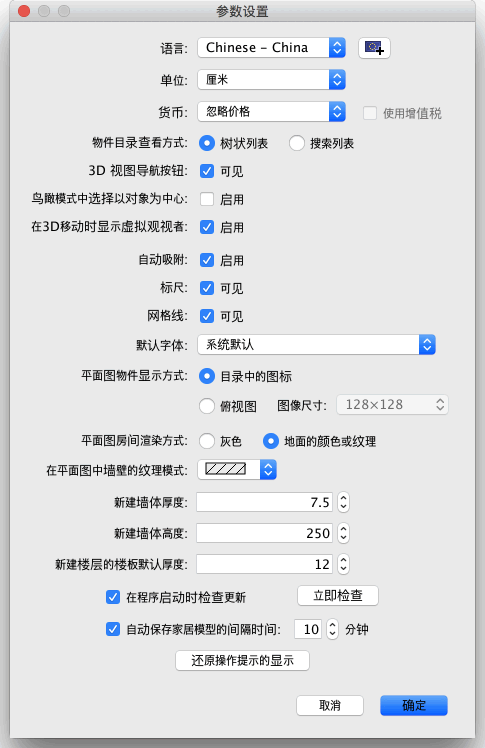 参数设置
语言: Chinese - China
单位: 厘米
货币: 忽略价格 使用增值税
物件目录查看方式: 树状列表 搜索列表
3D 视图导航按钮: 可见
鸟瞰模式中选择以对象为中心: 启用
在3D移动时显示虚拟观视者: 启用
自动吸附: 启用
标尺: 可见
网格线: 可见
默认字体: 系统默认
平面图物件显示方式: 目录中的图标
俯视图 图像尺寸: 128×128
平面图房间渲染方式: 灰色 地面的颜色或纹理
在平面图中墙壁的纹理模式:
新建墙体厚度: 7.5
新建墙体高度: 250
新建楼层的楼板默认厚度: 12
在程序启动时检查更新 立即检查
自动保存家居模型的间隔时间: 10 分钟
还原操作提示的显示
取消 确定